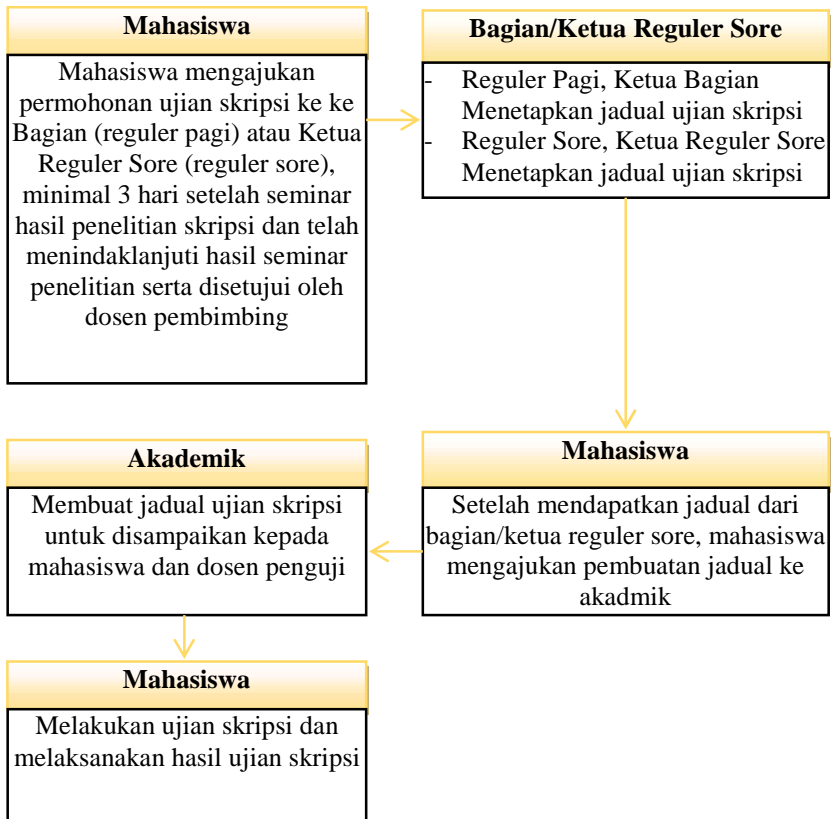 Mahasiswa
Mahasiswa mengajukan
permohonan ujian skripsi ke ke
Bagian (reguler pagi) atau Ketua
Reguler Sore (reguler sore),
minimal 3 hari setelah seminar
hasil penelitian skripsi dan telah
menindaklanjuti hasil seminar
penelitian serta disetujui oleh
dosen pembimbing
Bagian/Ketua Reguler Sore
- Reguler Pagi, Ketua Bagian
Menetapkan jadual ujian skripsi
- Reguler Sore, Ketua Reguler Sore
Menetapkan jadual ujian skripsi
Mahasiswa
Setelah mendapatkan jadual dari
bagian/ketua reguler sore, mahasiswa
mengajukan pembuatan jadual ke
akadmik
Akademik
Membuat jadual ujian skripsi
untuk disampaikan kepada
mahasiswa dan dosen penguji
Mahasiswa
Melakukan ujian skripsi dan
melaksanakan hasil ujian skripsi